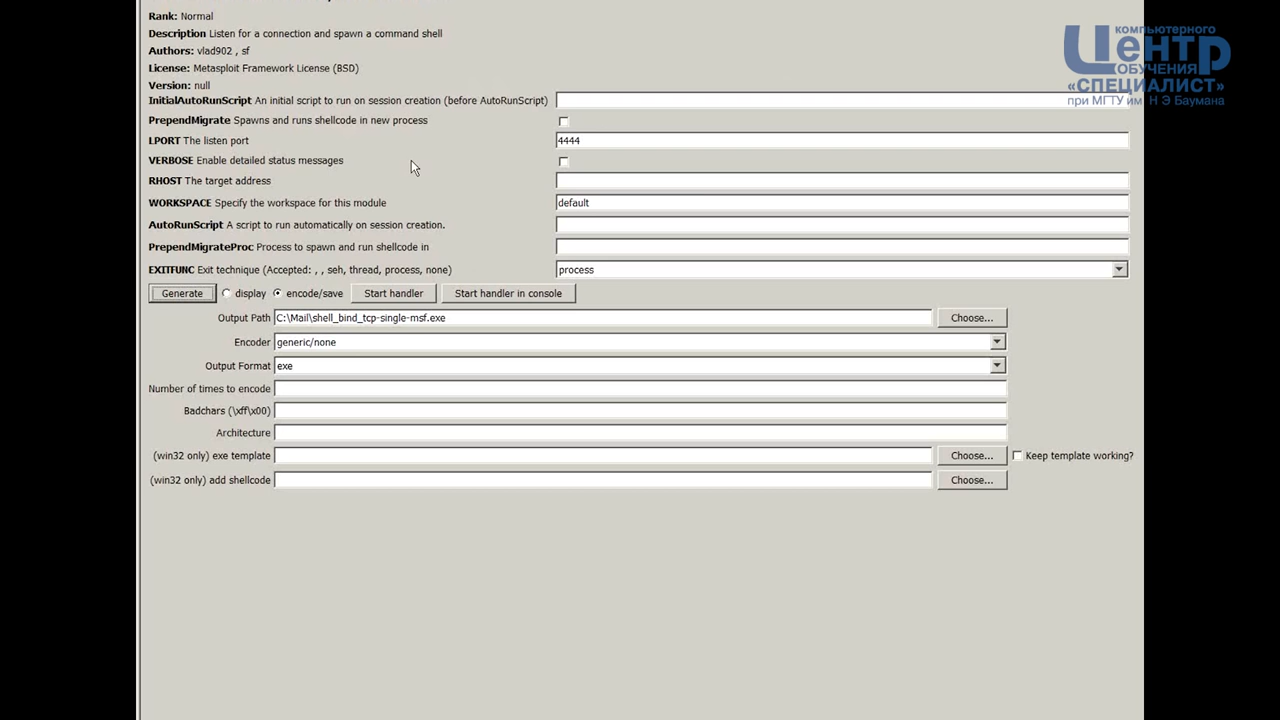 Rank: Normal
Description Listen for a connection and spawn a command shell
Authors: vlad902 , sf
License: Metasploit Framework License (BSD)
Version: null
InitialAutoRunScript An initial script to run on session creation (before AutoRunScript)
PrependMigrate Spawns and runs shellcode in new process
LPORT The listen port 4444
VERBOSE Enable detailed status messages
RHOST The target address
WORKSPACE Specify the workspace for this module default
AutoRunScript A script to run automatically on session creation.
PrependMigrateProc Process to spawn and run shellcode in
EXITFUNC Exit technique (Accepted: , , seh, thread, process, none) process
Generate display encode/save Start handler Start handler in console
Output Path C:\Mail\shell_bind_tcp-single-msf.exe Choose...
Encoder generic/none
Output Format exe
Number of times to encode
Badchars (\xff\x00)
Architecture
(win32 only) exe template Choose... Keep template working?
(win32 only) add shellcode Choose...
компьютерного
Центр
ОБУЧЕНИЯ
«СПЕЦИАЛИСТ»
при МГТУ им. Н Э Баумана